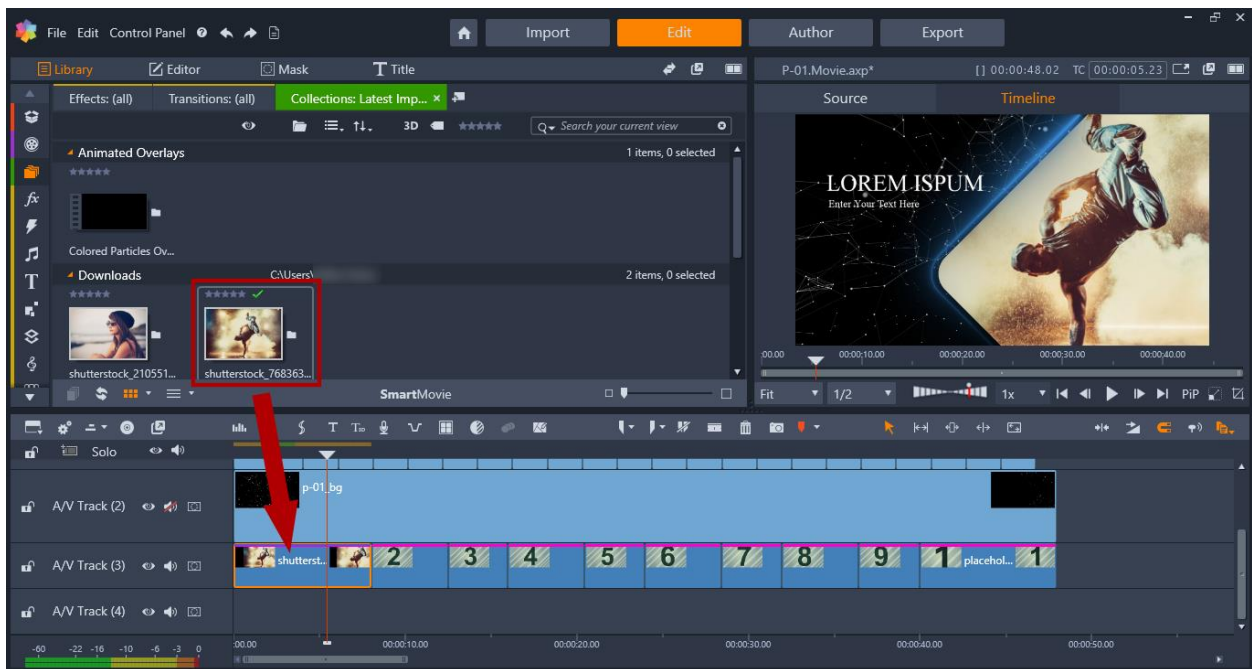 File Edit Control Panel Import Edit Author Export
Library Editor Mask Title P-01.Movie.axp* [] 00:00:48.02 TC 00:00:05.23
Effects: (all) Transitions: (all) Collections: Latest Imp... × Source Timeline
3D Search your current view
Animated Overlays 1 items, 0 selected
LOREM ISPUM
Enter Your Text Here
Colored Particles Ov...
Downloads C:\Users\ 2 items, 0 selected
shutterstock_210551... shutterstock_768363...
:00.00 00:00:10.00 00:00:20.00 00:00:30.00 00:00:40.00
SmartMovie Fit 1/2 1x PiP
Solo
p-01_bg
A/V Track (2)
A/V Track (3) shutterst... 2 3 4 5 6 7 8 9 1 placehol... 1
A/V Track (4)
-60 -22 -16 -10 -6 -3 0 :00.00 00:00:10.00 00:00:20.00 00:00:30.00 00:00:40.00 00:00:50.00